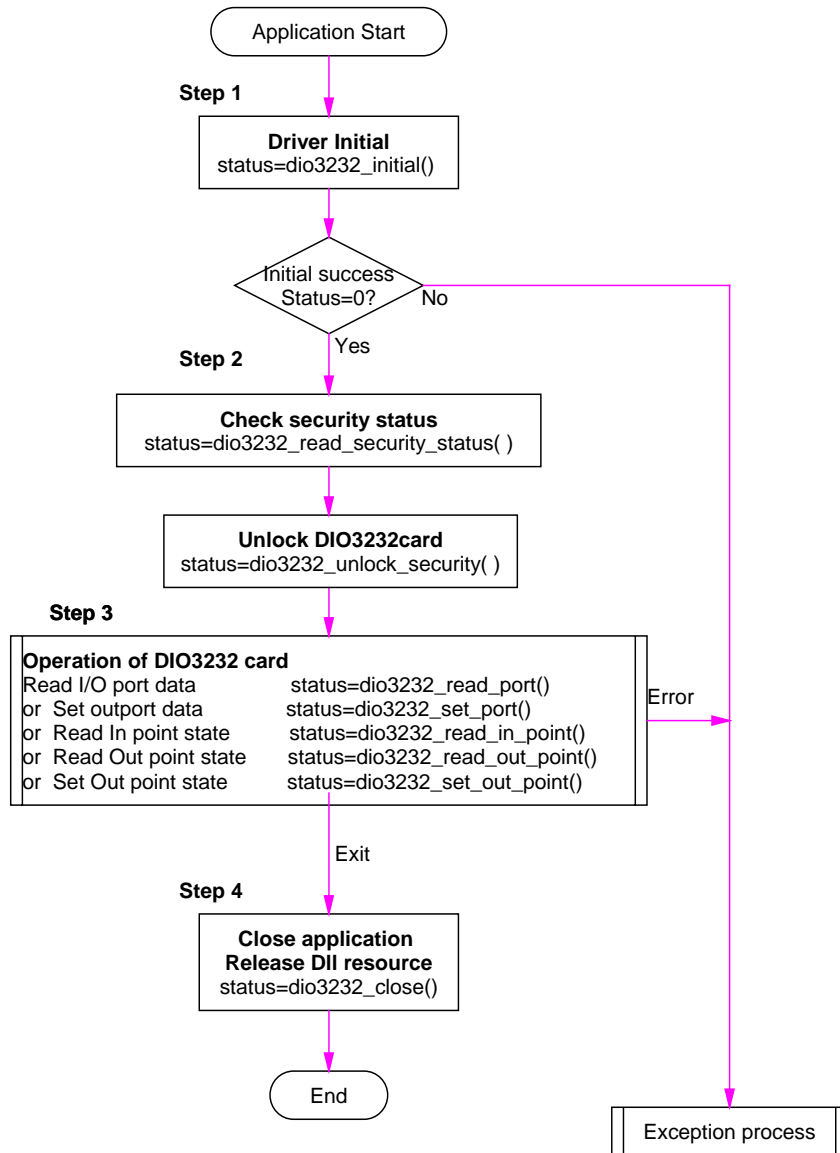 Application Start
Step 1
Driver Initial
status=dio3232_initial()
Initial success
Status=0?
No
Yes
Step 2
Check security status
status=dio3232_read_security_status( )
Unlock DIO3232card
status=dio3232_unlock_security( )
Step 3
Operation of DIO3232 card
Read I/O port data status=dio3232_read_port()
or Set outport data status=dio3232_set_port()
or Read In point state status=dio3232_read_in_point()
or Read Out point state status=dio3232_read_out_point()
or Set Out point state status=dio3232_set_out_point()
Error
Exit
Step 4
Close application
Release Dll resource
status=dio3232_close()
End
Exception process